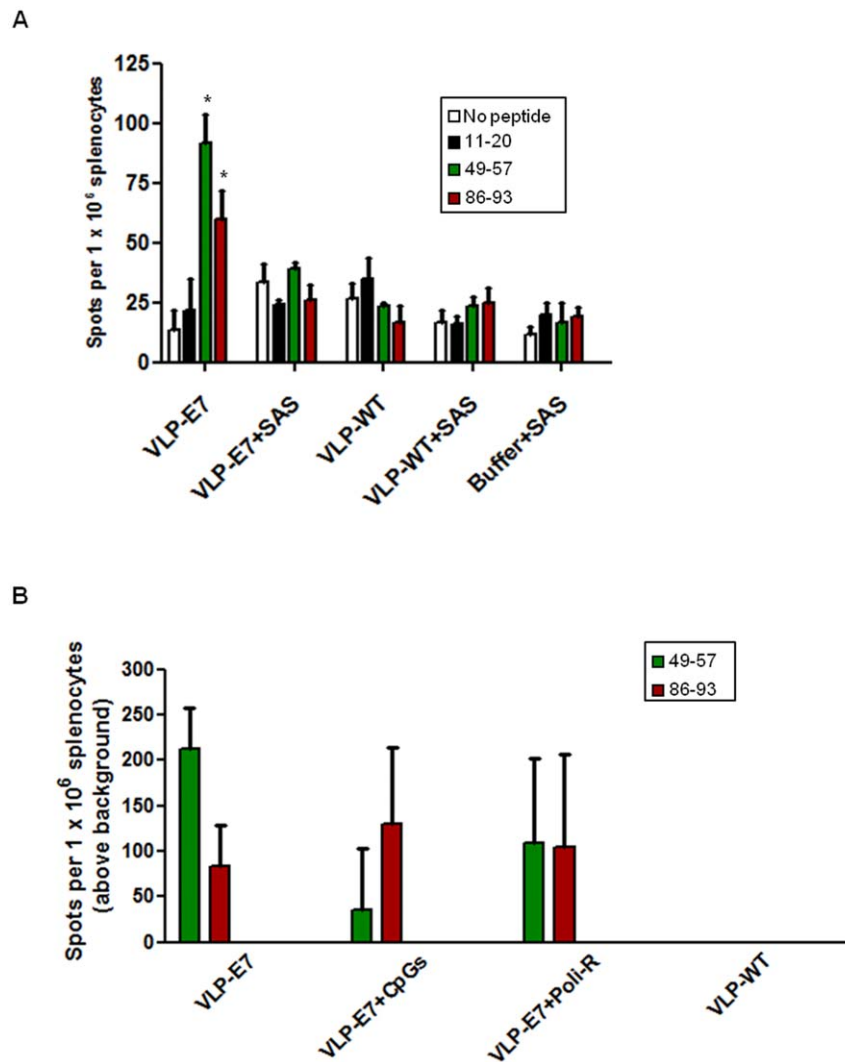 A
Spots per 1 x 10⁶ splenocytes
125
100
75
50
25
0
*
*
No peptide
11-20
49-57
86-93
VLP-E7
VLP-E7+SAS
VLP-WT
VLP-WT+SAS
Buffer+SAS
B
Spots per 1 x 10⁶ splenocytes
(above background)
300
250
200
150
100
50
0
49-57
86-93
VLP-E7
VLP-E7+CpGs
VLP-E7+Poli-R
VLP-WT